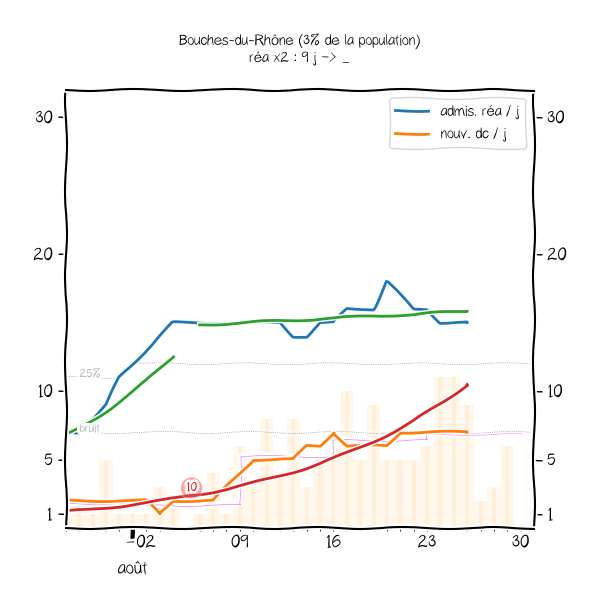 Bouches-du-Rhône (3% de la population)
réa x2 : 9 j -> _
admis. réa / j
nouv. dc / j
30
30
20
20
25%
10
10
bruit
5
5
10
1
1
02
09
16
23
30
août